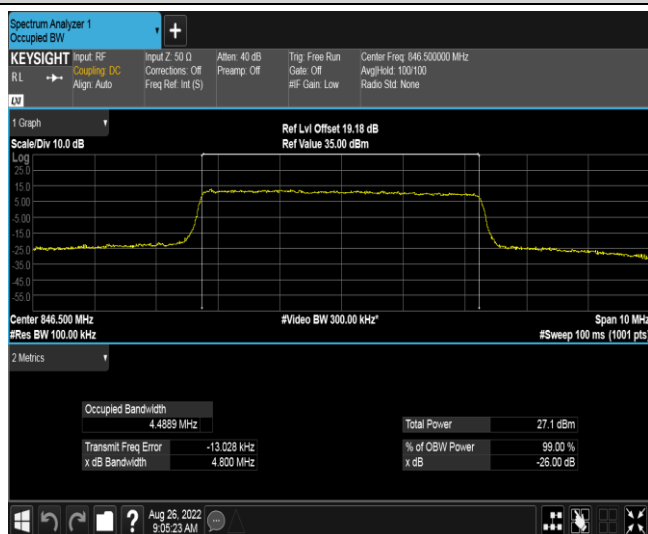 Spectrum Analyzer 1
Occupied BW
+
KEYSIGHT
RL
LXI
Input: RF
Coupling: DC
Align: Auto
Input Z: 50 Ω
Corrections: Off
Freq Ref: Int (S)
Atten: 40 dB
Preamp: Off
Trig: Free Run
Gate: Off
#IF Gain: Low
Center Freq: 846.500000 MHz
Avg|Hold: 100/100
Radio Std: None
1 Graph
Scale/Div 10.0 dB
Ref Lvl Offset 19.18 dB
Ref Value 35.00 dBm
Log
25.0
15.0
5.00
-5.00
-15.0
-25.0
-35.0
-45.0
-55.0
Center 846.500 MHz
#Res BW 100.00 kHz
#Video BW 300.00 kHz*
Span 10 MHz
#Sweep 100 ms (1001 pts)
2 Metrics
Occupied Bandwidth
4.4889 MHz
Transmit Freq Error -13.028 kHz
x dB Bandwidth 4.800 MHz
Total Power 27.1 dBm
% of OBW Power 99.00 %
x dB -26.00 dB
?
Aug 26, 2022
9:05:23 AM